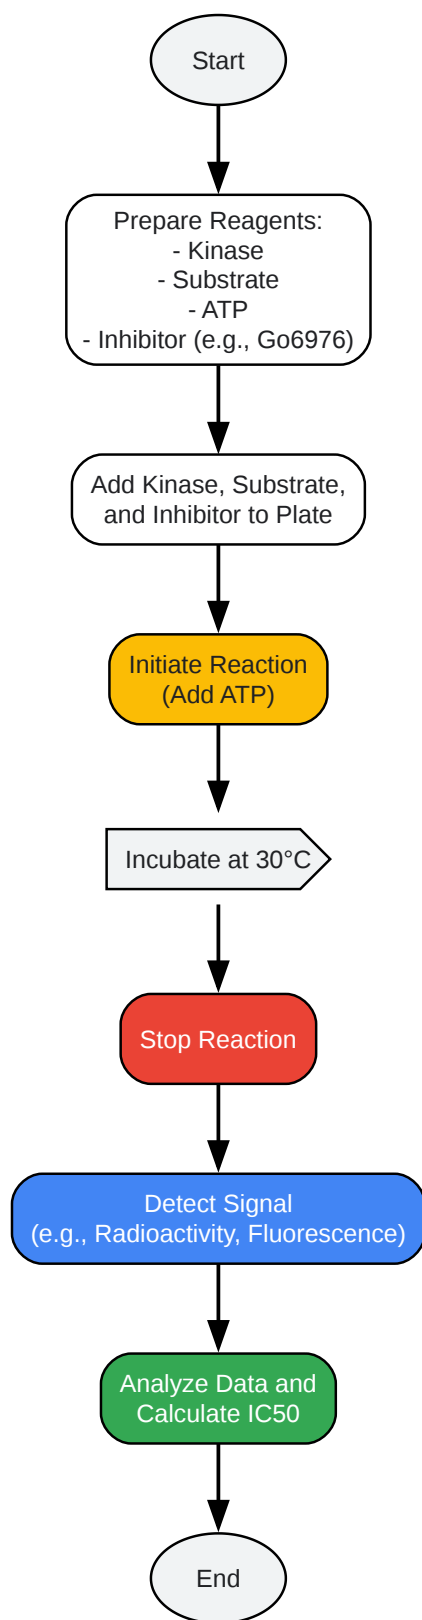 Start
Prepare Reagents:
- Kinase
- Substrate
- ATP
- Inhibitor (e.g., Go6976)
Add Kinase, Substrate,
and Inhibitor to Plate
Initiate Reaction
(Add ATP)
Incubate at 30°C
Stop Reaction
Detect Signal
(e.g., Radioactivity, Fluorescence)
Analyze Data and
Calculate IC50
End